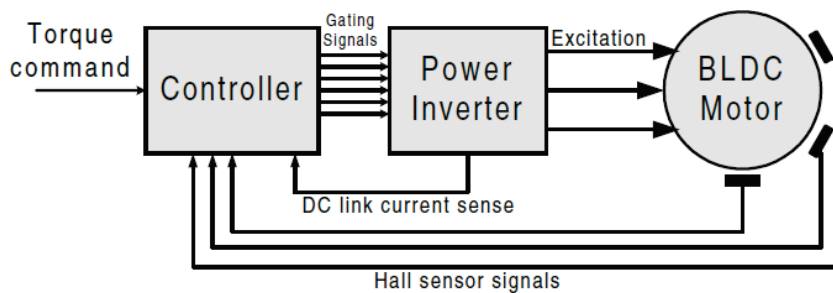 Torque
command
Controller
Gating
Signals
Power
Inverter
Excitation
BLDC
Motor
DC link current sense
Hall sensor signals